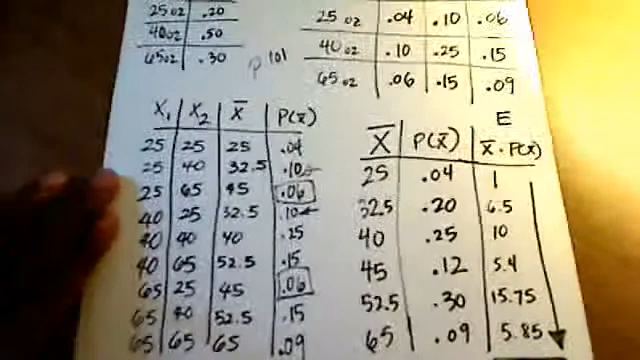 25 oz .20
40 oz .50
65 oz .30
p 101
25 oz .04 .10 .06
40 oz .10 .25 .15
65 oz .06 .15 .09
X₁ X₂ X̄ P(x̄)
25 25 25 .04
25 40 32.5 .10
25 65 45 .06
40 25 32.5 .10
40 40 40 .25
40 65 52.5 .15
65 25 45 .06
65 40 52.5 .15
65 65 65 .09
E
X̄ P(x̄) X̄·P(x̄)
25 .04 1
32.5 .20 6.5
40 .25 10
45 .12 5.4
52.5 .30 15.75
65 .09 5.85